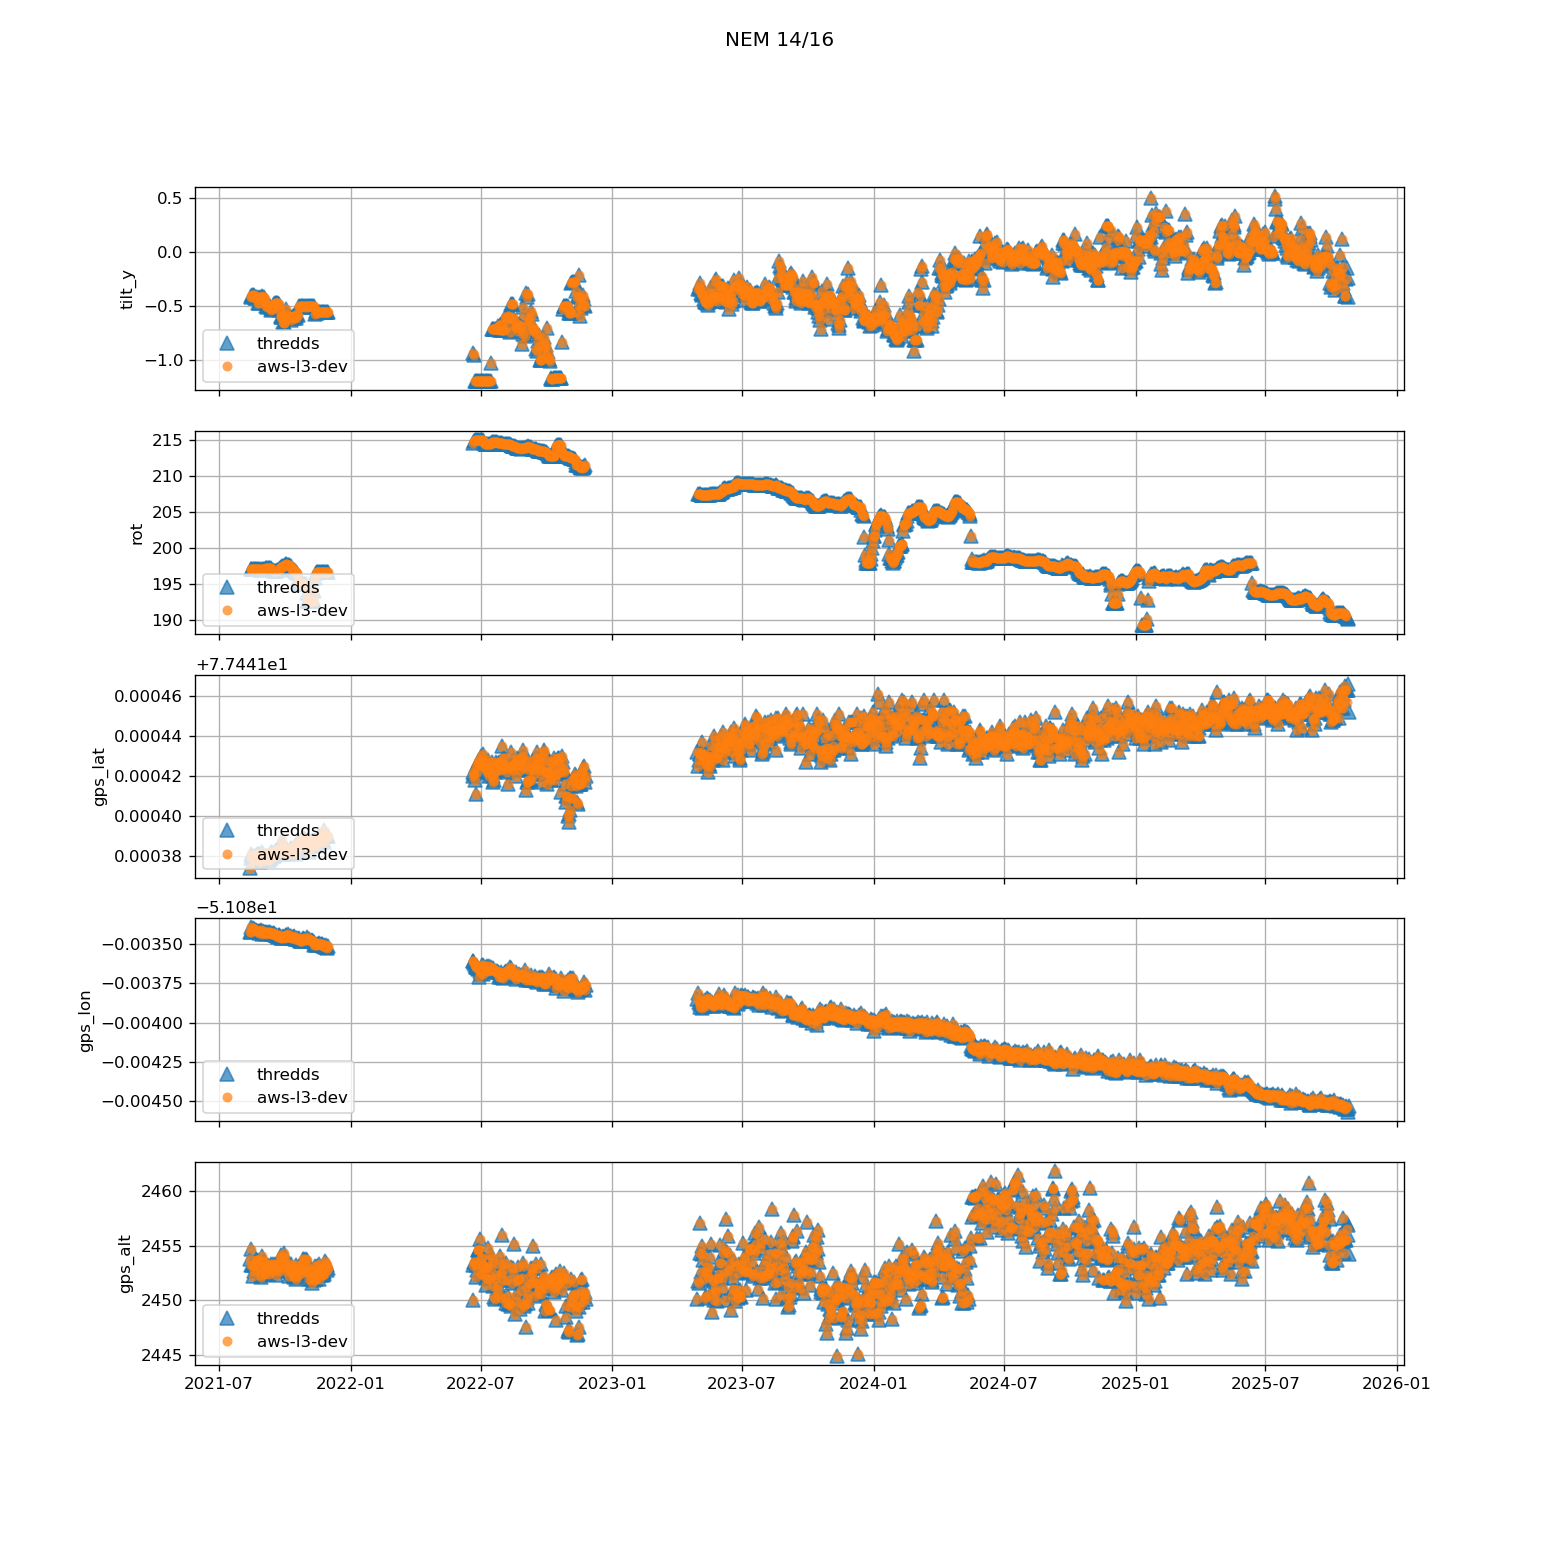 NEM 14/16
0.5
0.0
−0.5
−1.0
tilt_y
thredds
aws-l3-dev
215
210
205
200
195
190
rot
thredds
aws-l3-dev
+7.7441e1
0.00046
0.00044
0.00042
0.00040
0.00038
gps_lat
thredds
aws-l3-dev
−5.108e1
−0.00350
−0.00375
−0.00400
−0.00425
−0.00450
gps_lon
thredds
aws-l3-dev
2460
2455
2450
2445
gps_alt
thredds
aws-l3-dev
2021-07 2022-01 2022-07 2023-01 2023-07 2024-01 2024-07 2025-01 2025-07 2026-01